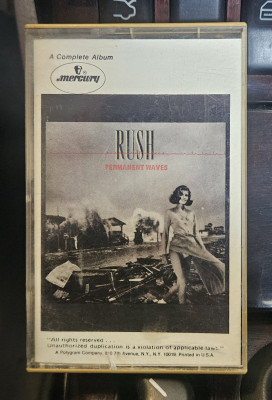 A Complete Album
mercury
RUSH
PERMANENT WAVES
"All rights reserved . . .
Unauthorized duplication is a violation of applicable laws."
A Polygram Company, 810 7th Avenue, N.Y., N.Y. 10019. Printed in U.S.A.